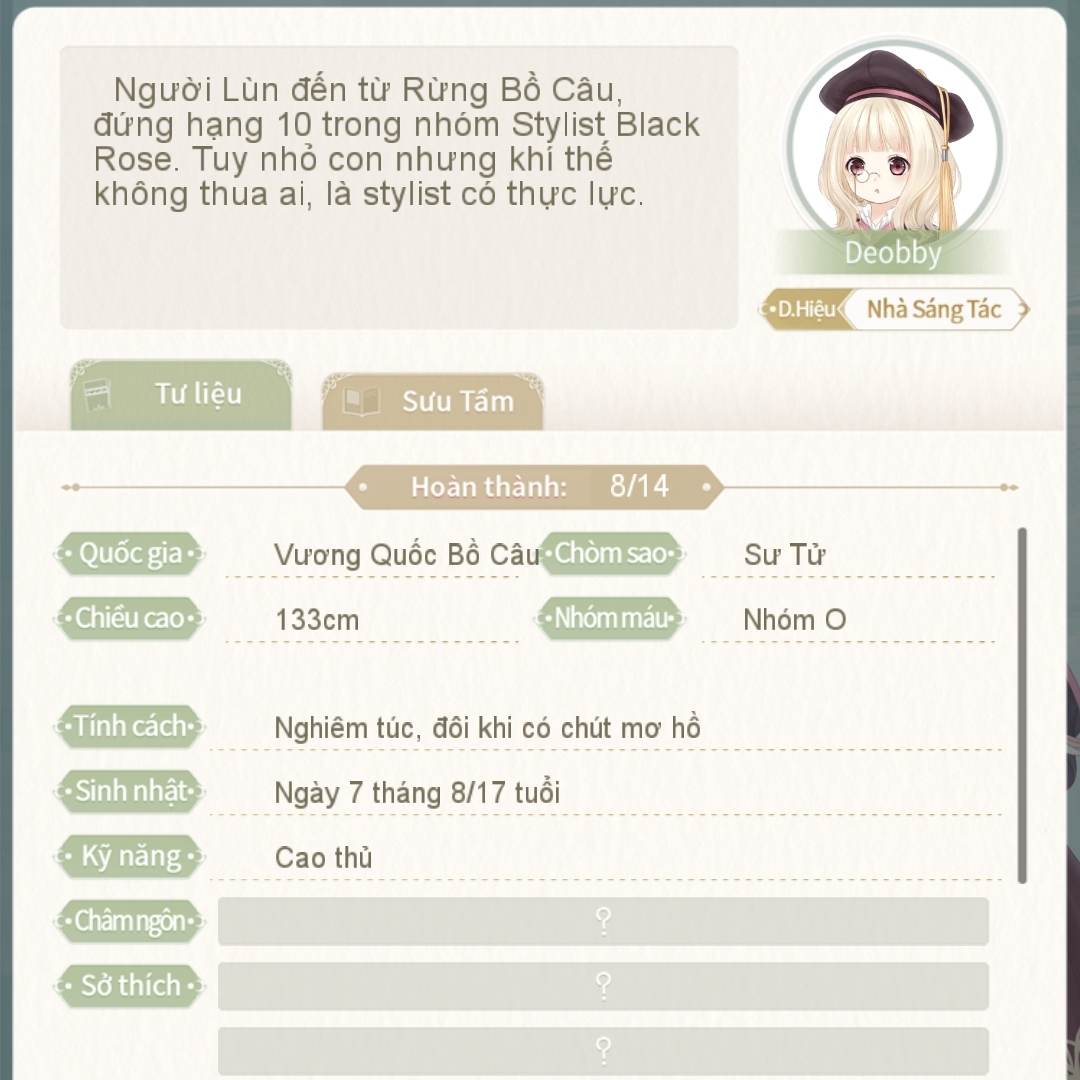 Người Lùn đến từ Rừng Bồ Câu,
đứng hạng 10 trong nhóm Stylist Black
Rose. Tuy nhỏ con nhưng khí thế
không thua ai, là stylist có thực lực.
Deobby
D.Hiệu Nhà Sáng Tác
Tư liệu Sưu Tầm
Hoàn thành: 8/14
Quốc gia Vương Quốc Bồ Câu Chòm sao Sư Tử
Chiều cao 133cm Nhóm máu Nhóm O
Tính cách Nghiêm túc, đôi khi có chút mơ hồ
Sinh nhật Ngày 7 tháng 8/17 tuổi
Kỹ năng Cao thủ
Châm ngôn ?
Sở thích ?
?